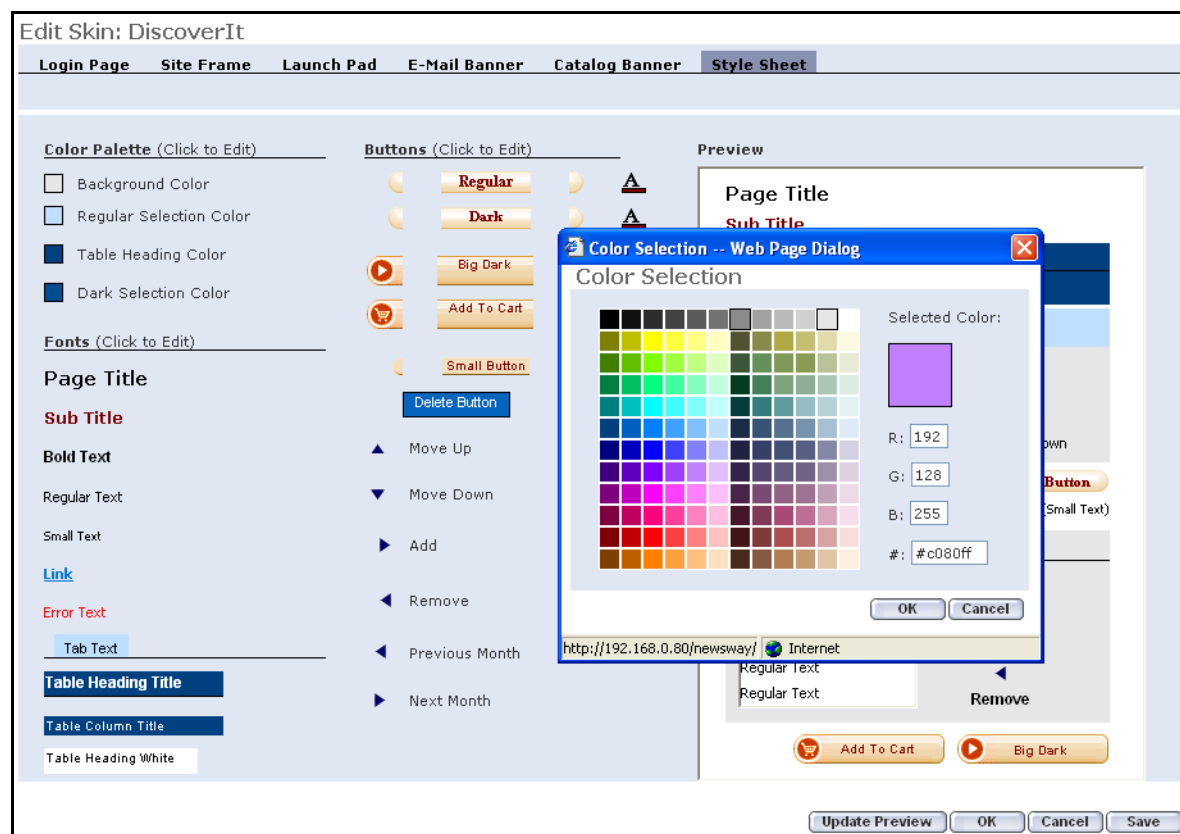 Edit Skin: DiscoverIt
Login Page Site Frame Launch Pad E-Mail Banner Catalog Banner Style Sheet
Color Palette (Click to Edit)
Background Color
Regular Selection Color
Table Heading Color
Dark Selection Color
Fonts (Click to Edit)
Page Title
Sub Title
Bold Text
Regular Text
Small Text
Link
Error Text
Tab Text
Table Heading Title
Table Column Title
Table Heading White
Buttons (Click to Edit)
Regular A
Dark A
Big Dark
Add To Cart
Small Button
Delete Button
Move Up
Move Down
Add
Remove
Previous Month
Next Month
Preview
Page Title
Sub Title
Color Selection -- Web Page Dialog
Color Selection
Selected Color:
R: 192
G: 128
B: 255
#: #c080ff
OK Cancel
http://192.168.0.80/newsway/ Internet
own
Button
(Small Text)
Regular Text
Regular Text
Remove
Add To Cart Big Dark
Update Preview OK Cancel Save